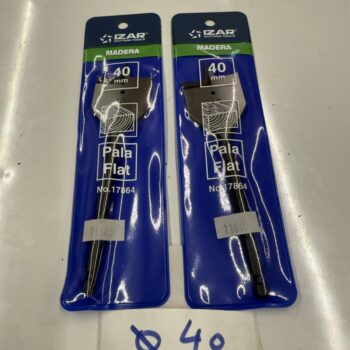 IZAR
MADERA
40
mm
Pala
Flat
No.17864
IZAR
MADERA
40
mm
Pala
Flat
No.17864
ø 40